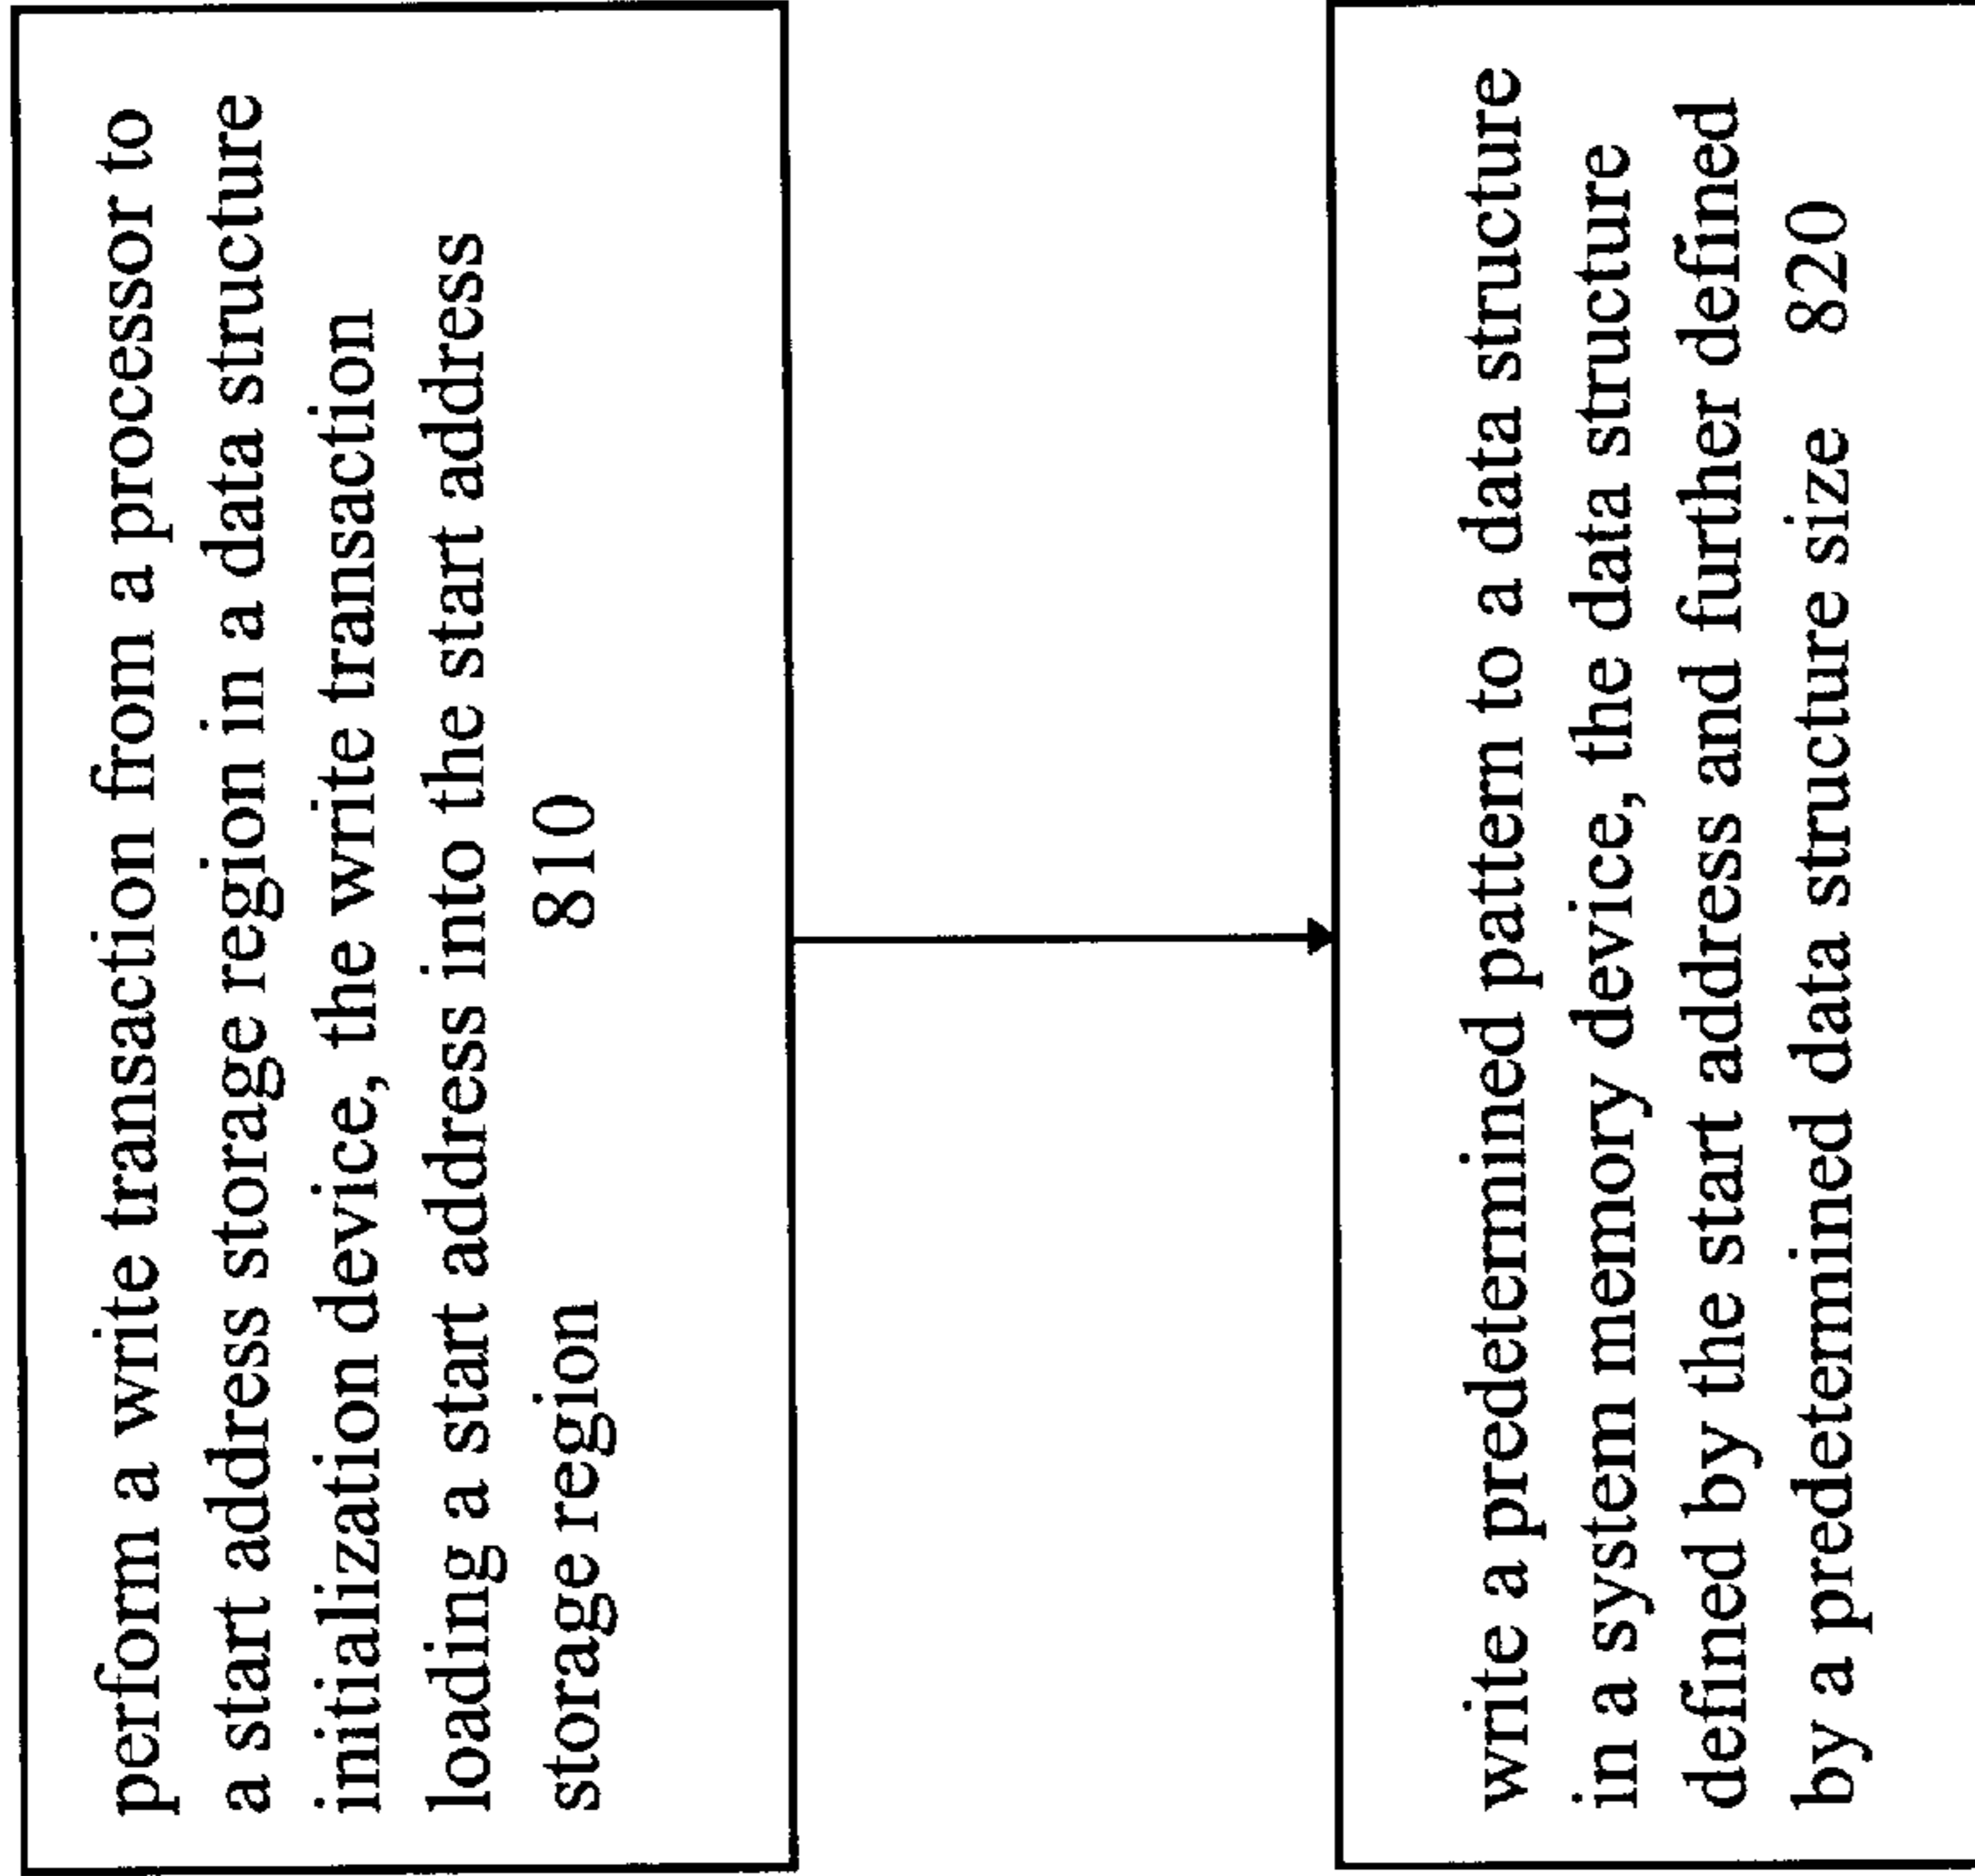 perform a write transaction from a processor to
a start address storage region in a data structure
initialization device, the write transaction
loading a start address into the start address
storage region 810
write a predetermined pattern to a data structure
in a system memory device, the data structure
defined by the start address and further defined
by a predetermined data structure size 820